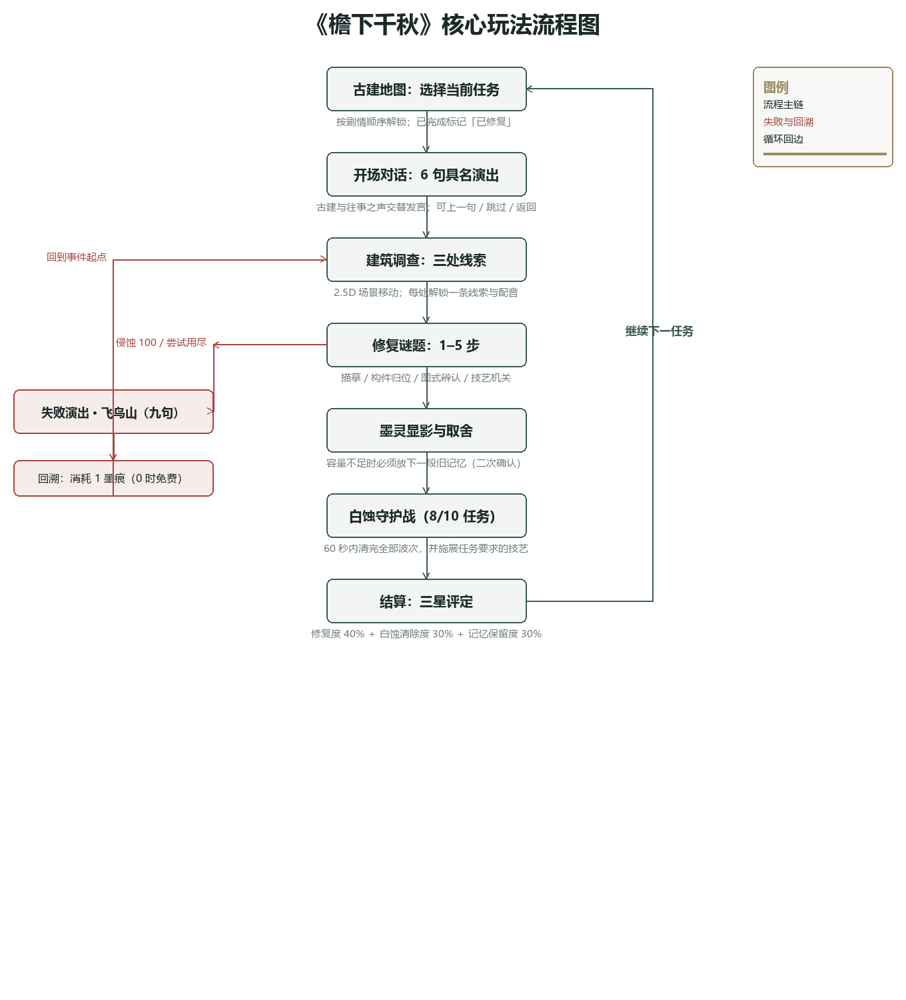 《檐下千秋》核心玩法流程图
古建地图：选择当前任务
按剧情顺序解锁；已完成标记「已修复」
图例
流程主链
失败与回溯
循环回边
开场对话：6 句具名演出
古建与往事之声交替发言；可上一句 / 跳过 / 返回
回到事件起点
建筑调查：三处线索
2.5D 场景移动；每处解锁一条线索与配音
继续下一任务
侵蚀 100 / 尝试用尽
修复谜题：1–5 步
描摹 / 构件归位 / 图式辨认 / 技艺机关
失败演出・飞鸟山（九句）
回溯：消耗 1 墨痕（0 时免费）
墨灵显影与取舍
容量不足时必须放下一段旧记忆（二次确认）
白蚀守护战（8/10 任务）
60 秒内清完全部波次，并施展任务要求的技艺
结算：三星评定
修复度 40% + 白蚀清除度 30% + 记忆保留度 30%